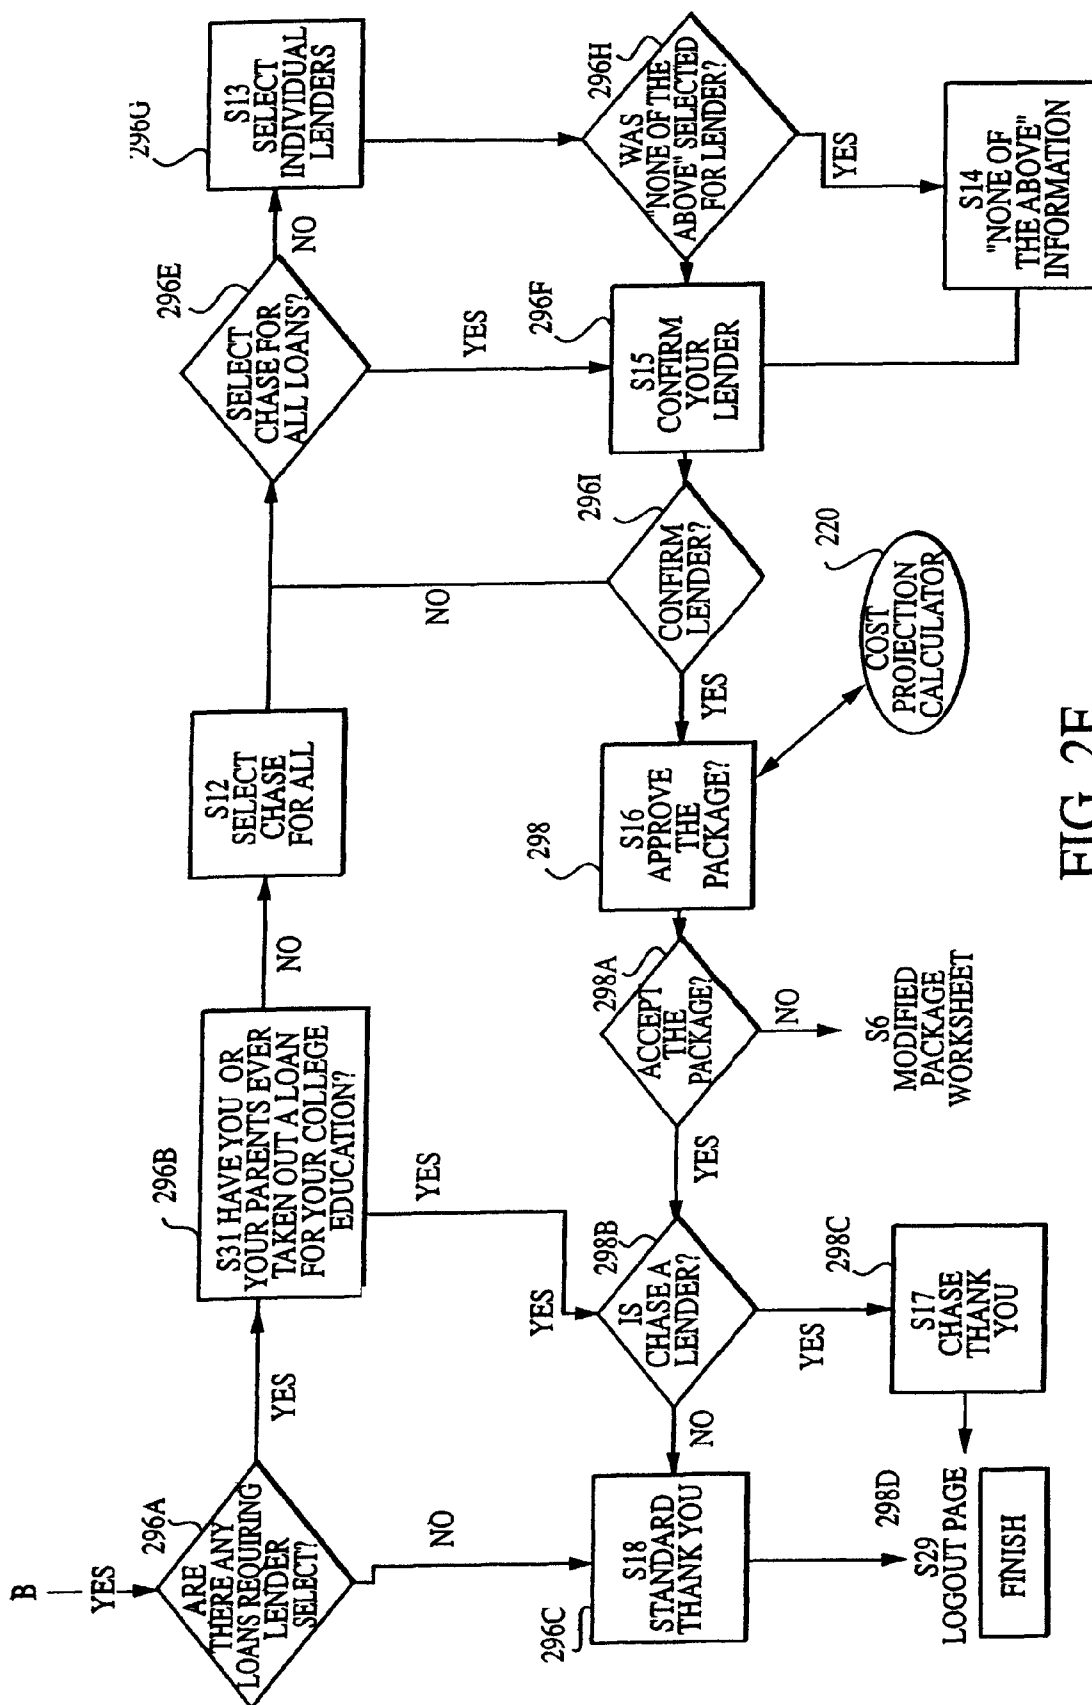 B
YES
296A
ARE
THERE ANY
LOANS REQUIRING
LENDER
SELECT?
YES
NO
296B
S31 HAVE YOU OR
YOUR PARENTS EVER
TAKEN OUT A LOAN
FOR YOUR COLLEGE
EDUCATION?
NO
YES
S12
SELECT
CHASE
FOR ALL
296E
SELECT
CHASE FOR
ALL LOANS?
NO
YES
296G
S13
SELECT
INDIVIDUAL
LENDERS
296H
WAS
"NONE OF THE
ABOVE" SELECTED
FOR LENDER?
YES
S14
"NONE OF
THE ABOVE"
INFORMATION
296F
S15
CONFIRM
YOUR
LENDER
296I
CONFIRM
LENDER?
NO
YES
298
S16
APPROVE
THE
PACKAGE?
220
COST
PROJECTION
CALCULATOR
298A
ACCEPT
THE
PACKAGE?
NO
S6
MODIFIED
PACKAGE
WORKSHEET
YES
YES
298B
IS
CHASE A
LENDER?
YES
NO
298C
S17
CHASE
THANK
YOU
296C
S18
STANDARD
THANK YOU
298D
S29
LOGOUT PAGE
FINISH